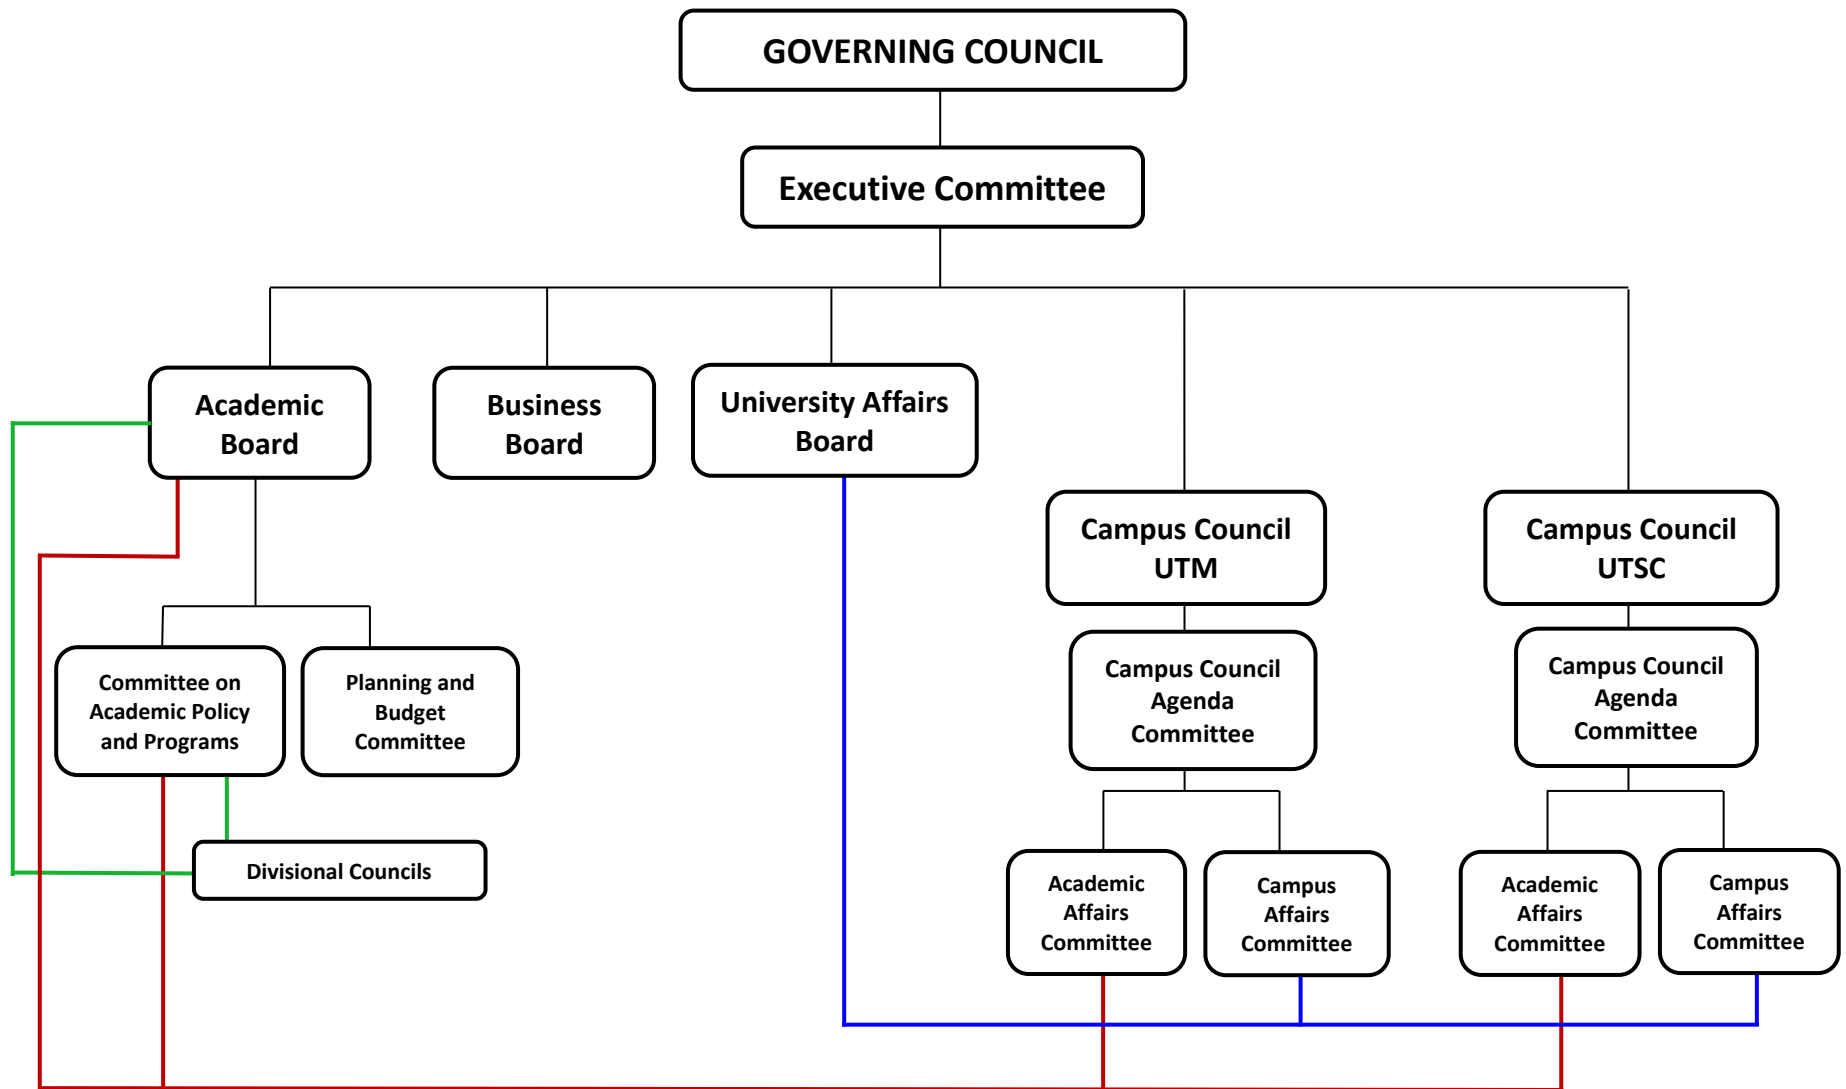 GOVERNING COUNCIL
Executive Committee
Academic
Board
Business
Board
University Affairs
Board
Campus Council
UTM
Campus Council
UTSC
Committee on
Academic Policy
and Programs
Planning and
Budget
Committee
Campus Council
Agenda
Committee
Campus Council
Agenda
Committee
Divisional Councils
Academic
Affairs
Committee
Campus
Affairs
Committee
Academic
Affairs
Committee
Campus
Affairs
Committee